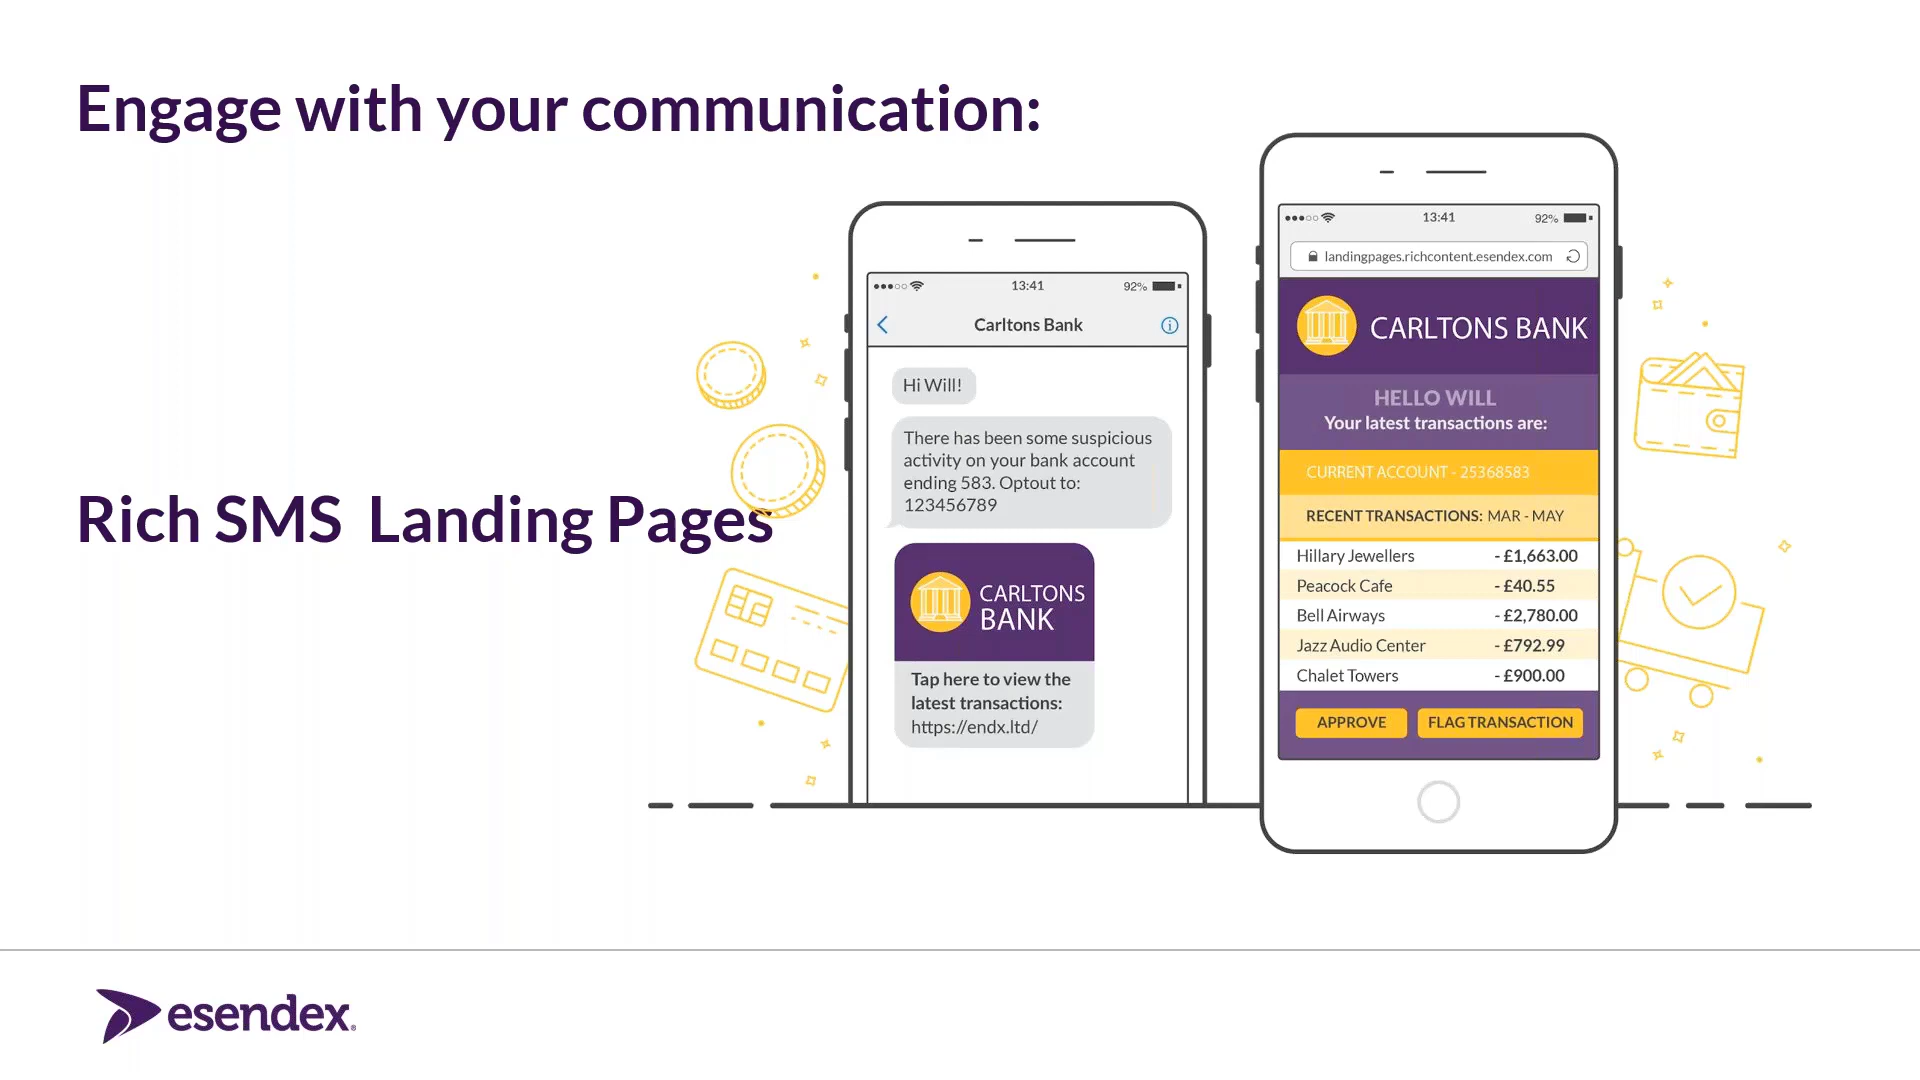 Engage with your communication:
Rich SMS  Landing Pages
13:41
92%
Carltons Bank
Hi Will!
There has been some suspicious
activity on your bank account
ending 583. Optout to:
123456789
CARLTONS
BANK
Tap here to view the
latest transactions:
https://endx.ltd/
13:41
92%
landingpages.richcontent.esendex.com
CARLTONS BANK
HELLO WILL
Your latest transactions are:
CURRENT ACCOUNT - 25368583
RECENT TRANSACTIONS: MAR - MAY
Hillary Jewellers - £1,663.00
Peacock Cafe - £40.55
Bell Airways - £2,780.00
Jazz Audio Center - £792.99
Chalet Towers - £900.00
APPROVE FLAG TRANSACTION
esendex®